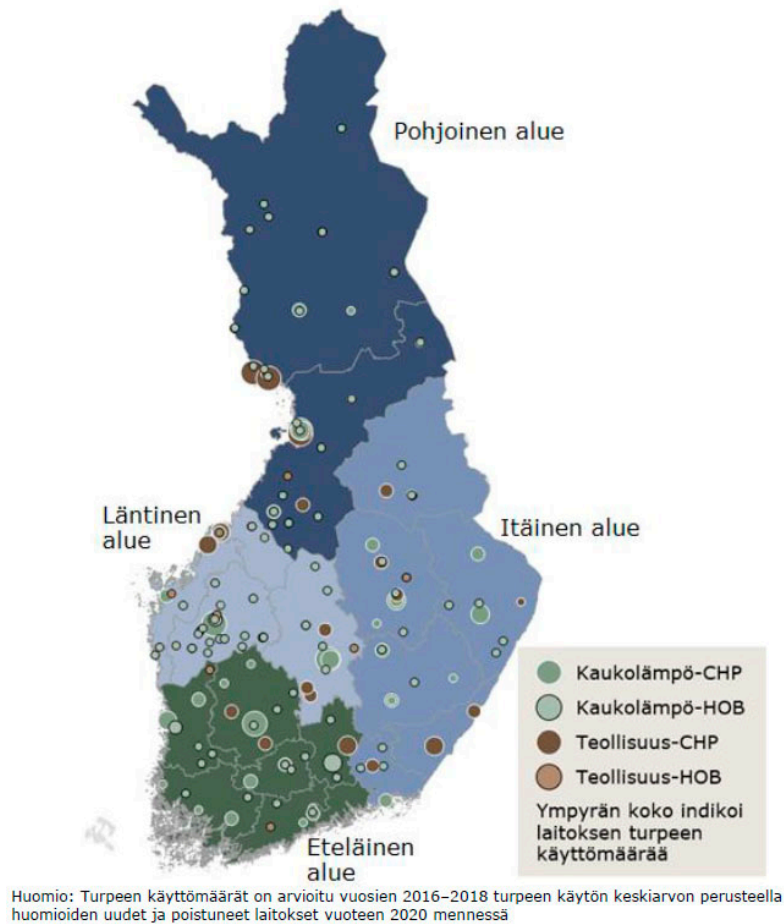 Pohjoinen alue
Läntinen
alue
Itäinen alue
Kaukolämpö-CHP
Kaukolämpö-HOB
Teollisuus-CHP
Teollisuus-HOB
Ympyrän koko indikoi
laitoksen turpeen
käyttömäärää
Eteläinen
alue
Huomio: Turpeen käyttömäärät on arvioitu vuosien 2016–2018 turpeen käytön keskiarvon perusteella
huomioiden uudet ja poistuneet laitokset vuoteen 2020 mennessä